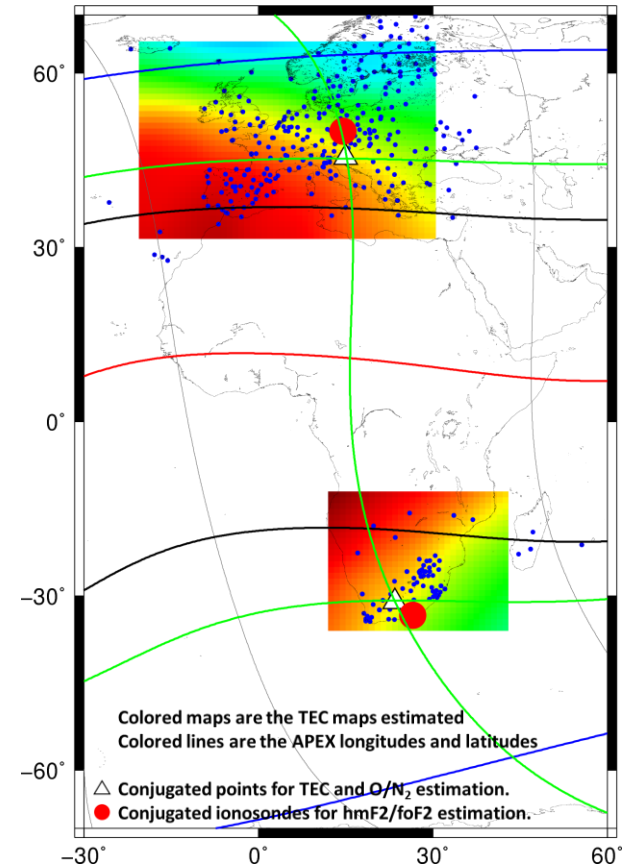 60°
30°
0°
−30°
−60°
Colored maps are the TEC maps estimated
Colored lines are the APEX longitudes and latitudes
Conjugated points for TEC and O/N₂ estimation.
Conjugated ionosondes for hmF2/foF2 estimation.
−30° 0° 30° 60°